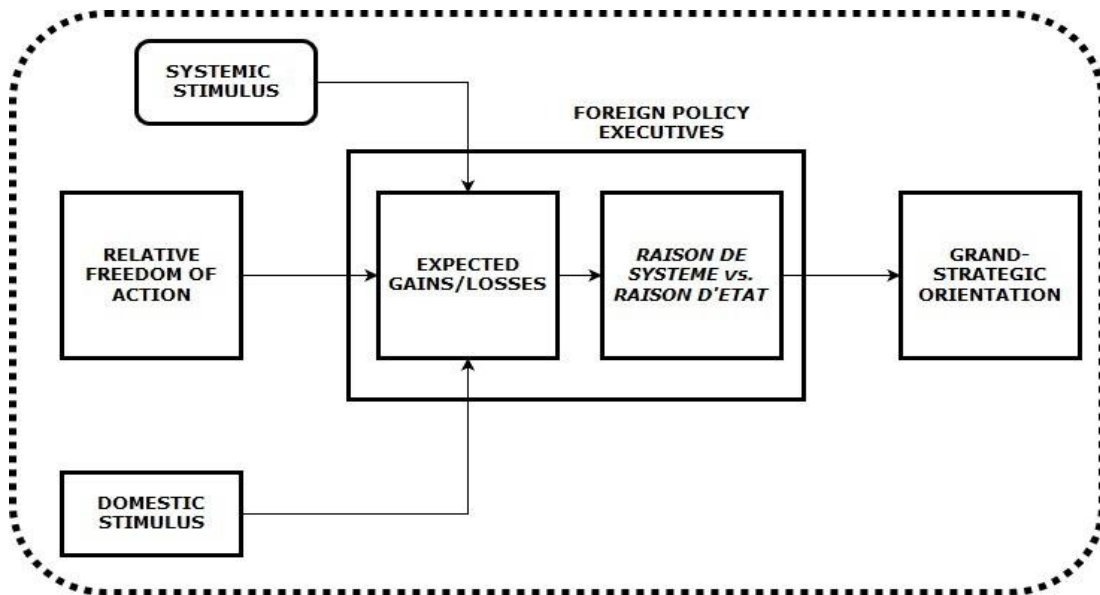 SYSTEMIC
STIMULUS
FOREIGN POLICY
EXECUTIVES
RELATIVE
FREEDOM OF
ACTION
EXPECTED
GAINS/LOSSES
RAISON DE
SYSTEME vs.
RAISON D'ETAT
GRAND-
STRATEGIC
ORIENTATION
DOMESTIC
STIMULUS